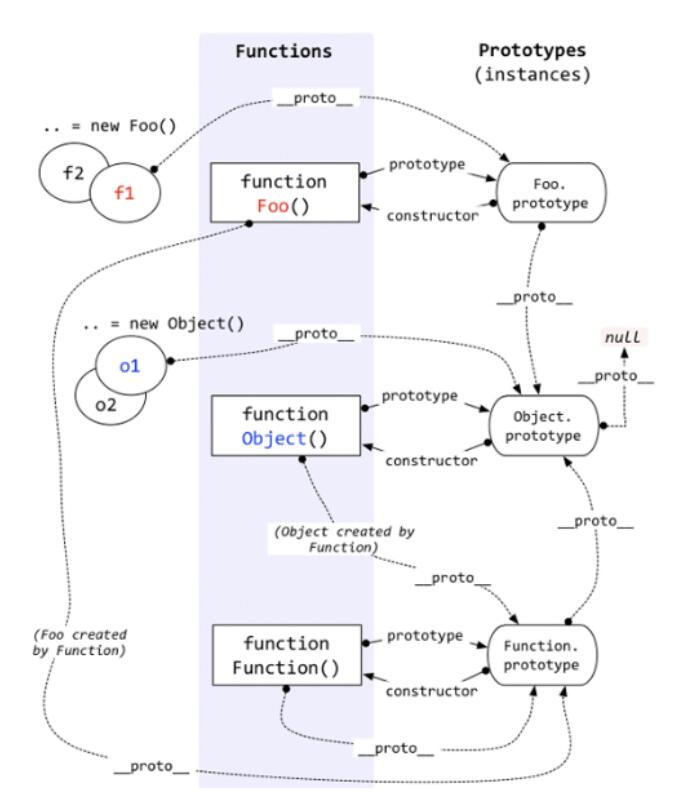 Functions
Prototypes
(instances)
__proto__
.. = new Foo()
f2
f1
function
Foo()
prototype
constructor
Foo.
prototype
__proto__
.. = new Object()
__proto__
null
__proto__
o1
o2
function
Object()
prototype
constructor
Object.
prototype
(Object created by
Function)
__proto__
__proto__
(Foo created
by Function)
function
Function()
prototype
constructor
Function.
prototype
__proto__
__proto__